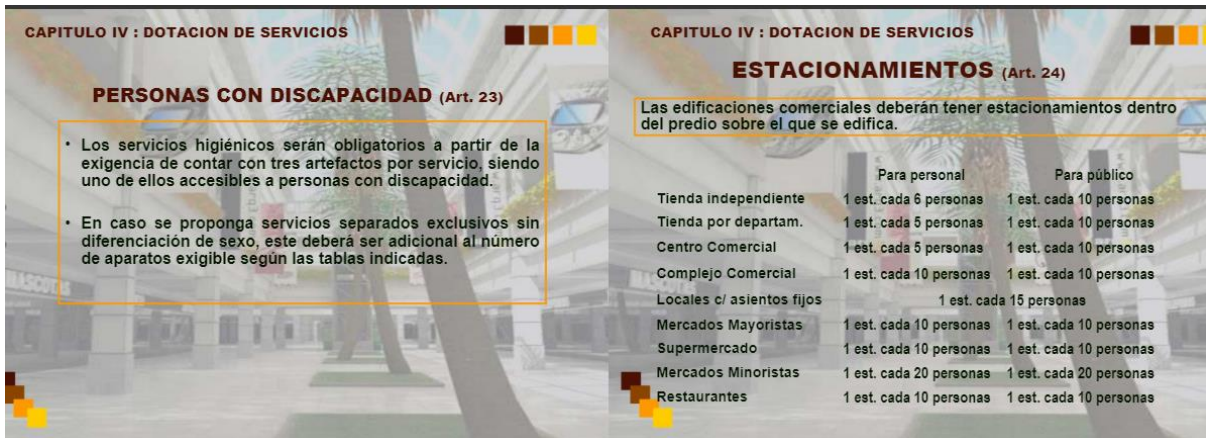 CAPITULO IV : DOTACION DE SERVICIOS
PERSONAS CON DISCAPACIDAD (Art. 23)
• Los servicios higiénicos serán obligatorios a partir de la
exigencia de contar con tres artefactos por servicio, siendo
uno de ellos accesibles a personas con discapacidad.
• En caso se proponga servicios separados exclusivos sin
diferenciación de sexo, este deberá ser adicional al número
de aparatos exigible según las tablas indicadas.
CAPITULO IV : DOTACION DE SERVICIOS
ESTACIONAMIENTOS (Art. 24)
Las edificaciones comerciales deberán tener estacionamientos dentro
del predio sobre el que se edifica.
Para personal Para público
Tienda independiente 1 est. cada 6 personas 1 est. cada 10 personas
Tienda por departam. 1 est. cada 5 personas 1 est. cada 10 personas
Centro Comercial 1 est. cada 5 personas 1 est. cada 10 personas
Complejo Comercial 1 est. cada 10 personas 1 est. cada 10 personas
Locales c/ asientos fijos 1 est. cada 15 personas
Mercados Mayoristas 1 est. cada 10 personas 1 est. cada 10 personas
Supermercado 1 est. cada 10 personas 1 est. cada 10 personas
Mercados Minoristas 1 est. cada 20 personas 1 est. cada 20 personas
Restaurantes 1 est. cada 10 personas 1 est. cada 10 personas